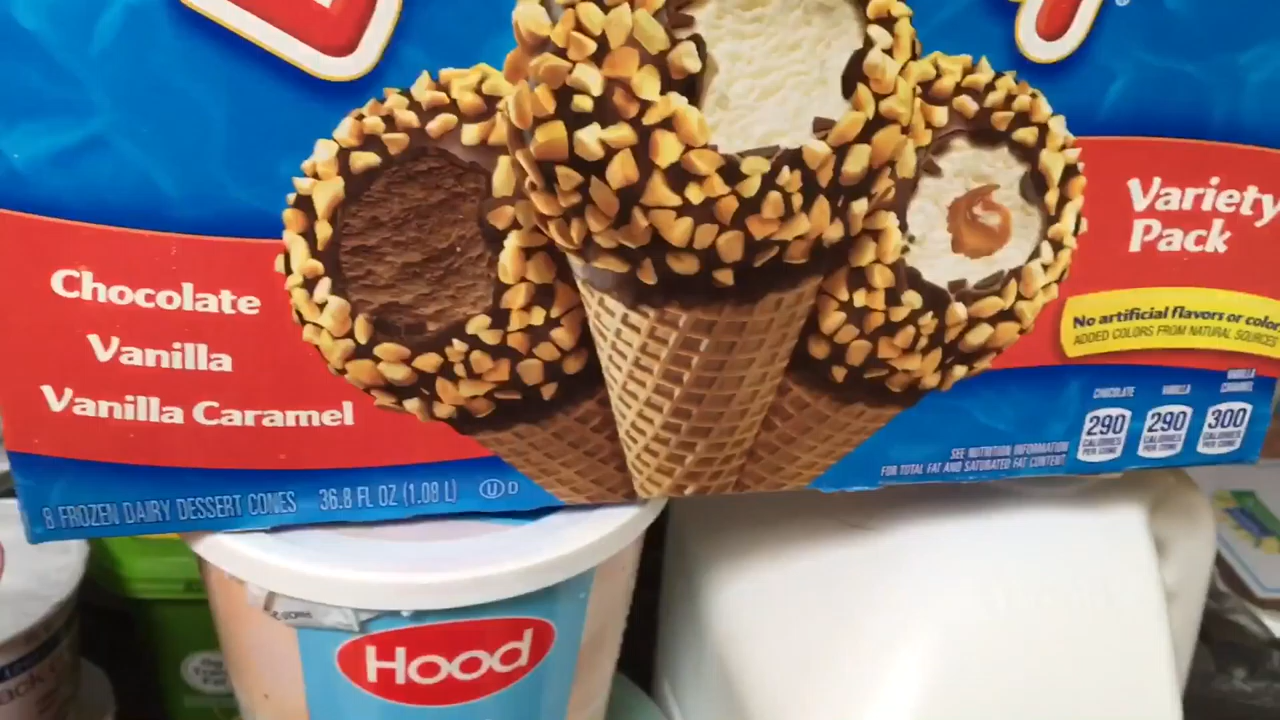 Variety
Pack
Chocolate
Vanilla
Vanilla Caramel
No artificial flavors or
ADDED COLORS FROM NATURAL SOURCES
CHOCOLATE
VANILLA
VANILLA
CARAMEL
290
CALORIES
PER CONE
290
CALORIES
PER CONE
300
CALORIES
PER CONE
SEE NUTRITION INFORMATION
FOR TOTAL FAT AND SATURATED FAT CONTENT
8 FROZEN DAIRY DESSERT CONES 36.8 FL OZ (1.08 L) U D
Hood